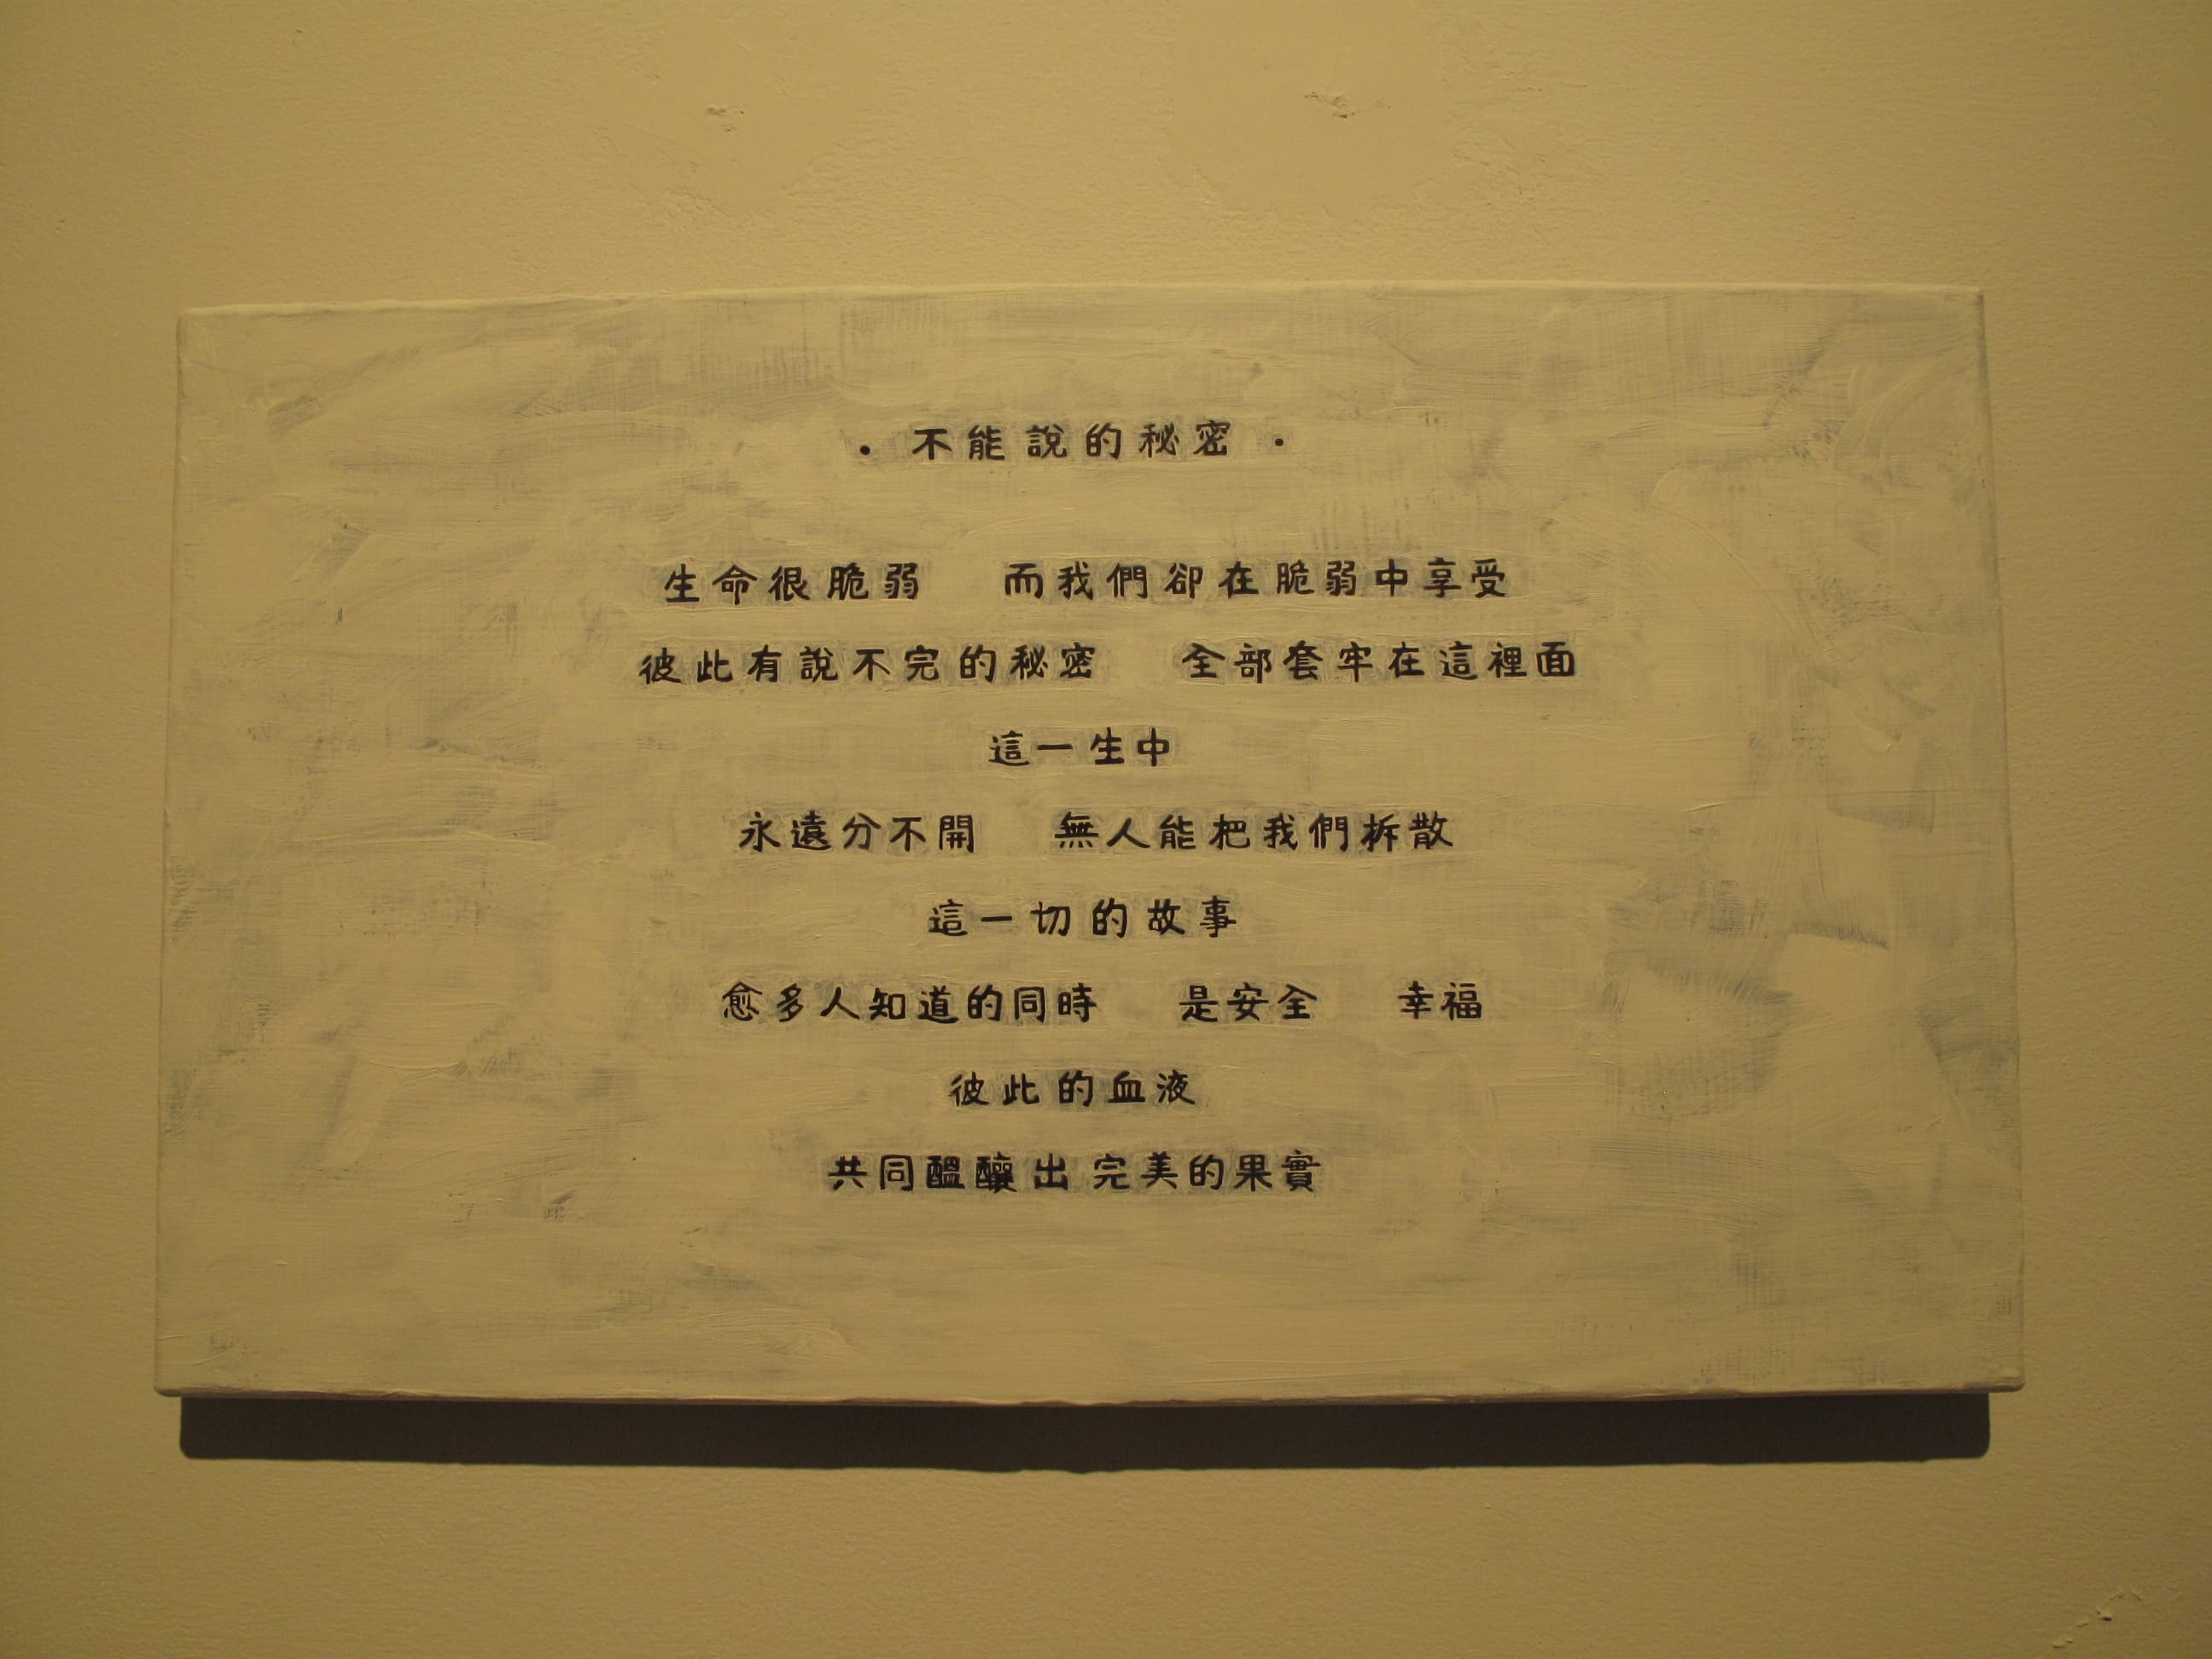 · 不能說的秘密 ·
生命很脆弱　而我們卻在脆弱中享受
彼此有說不完的秘密　全部套牢在這裡面
這一生中
永遠分不開　無人能把我們柝散
這一切的故事
愈多人知道的同時　是安全　幸福
彼此的血液
共同醞釀出完美的果實